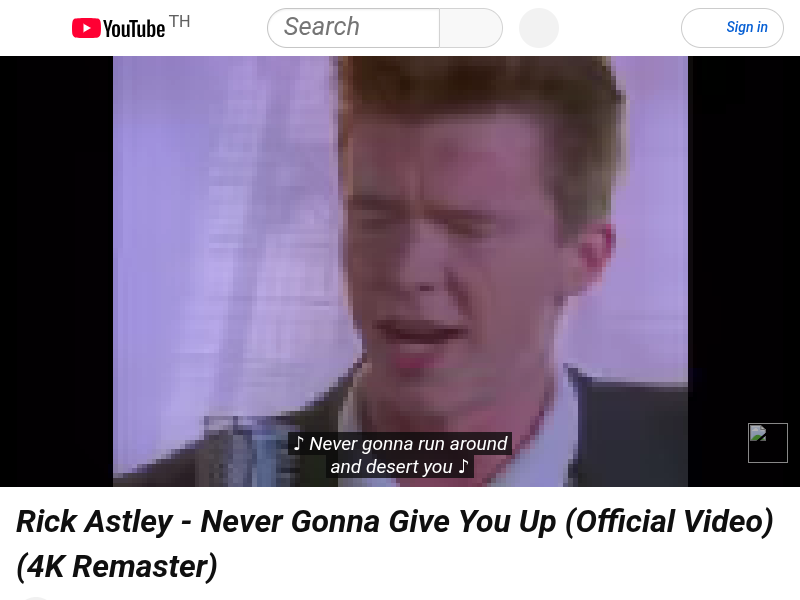 YouTube TH
Search
Sign in
♪ Never gonna run around
and desert you ♪
Rick Astley - Never Gonna Give You Up (Official Video)
(4K Remaster)